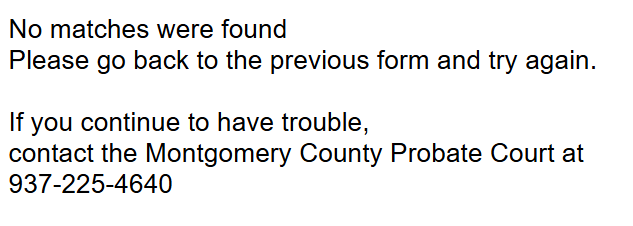 No matches were found
Please go back to the previous form and try again.
If you continue to have trouble,
contact the Montgomery County Probate Court at
937-225-4640